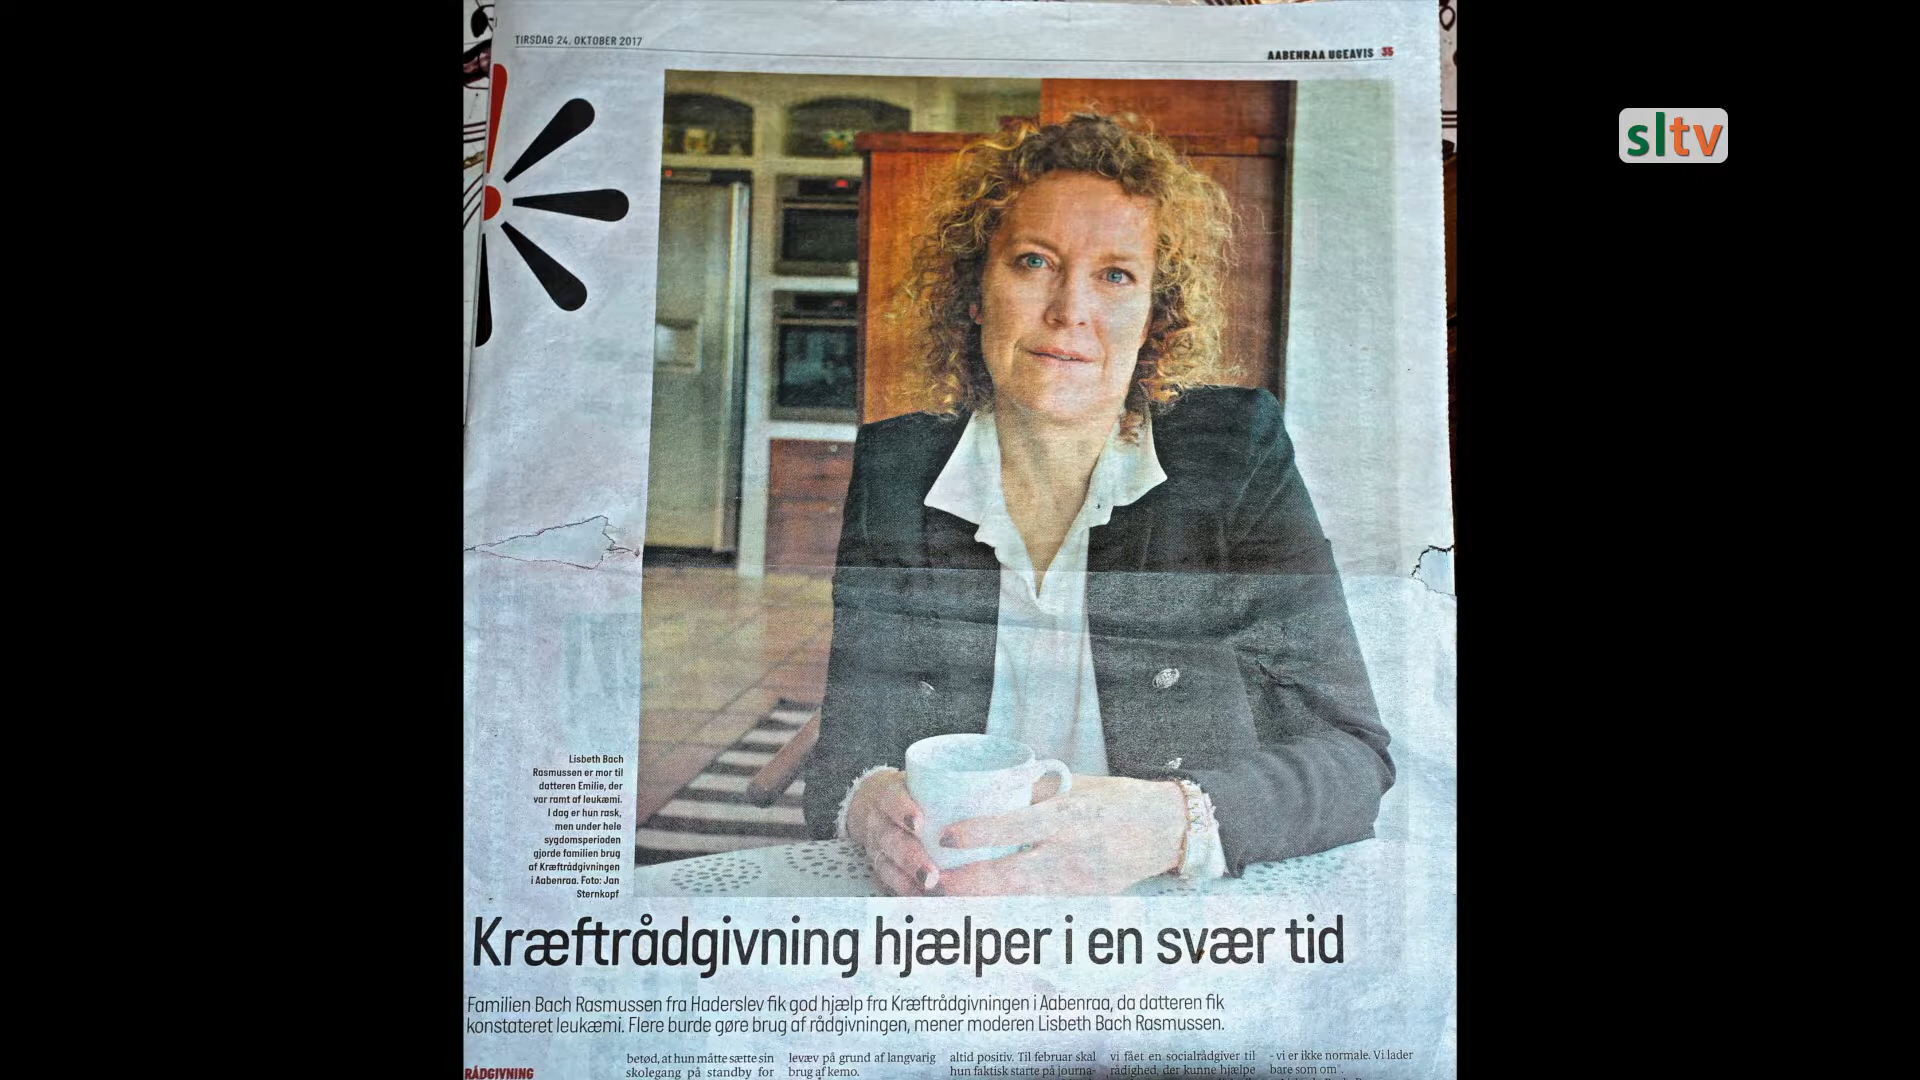 TIRSDAG 24. OKTOBER 2017
AABENRAA UGEAVIS 35
sltv
Lisbeth Bach
Rasmussen er mor til
datteren Emilie, der
var ramt af leukæmi.
I dag er hun rask,
men under hele
sygdomsperioden
gjorde familien brug
af Kræftrådgivningen
i Aabenraa. Foto: Jan
Sternkopf
Kræftrådgivning hjælper i en svær tid
Familien Bach Rasmussen fra Haderslev fik god hjælp fra Kræftrådgivningen i Aabenraa, da datteren fik
konstateret leukæmi. Flere burde gøre brug af rådgivningen, mener moderen Lisbeth Bach Rasmussen.
RÅDGIVNING
betød, at hun måtte sætte sin
skolegang på standby for
levæv på grund af langvarig
brug af kemo.
altid positiv. Til februar skal
hun faktisk starte på journa-
vi fået en socialrådgiver til
rådighed, der kunne hjælpe
- vi er ikke normale. Vi lader
bare som om".